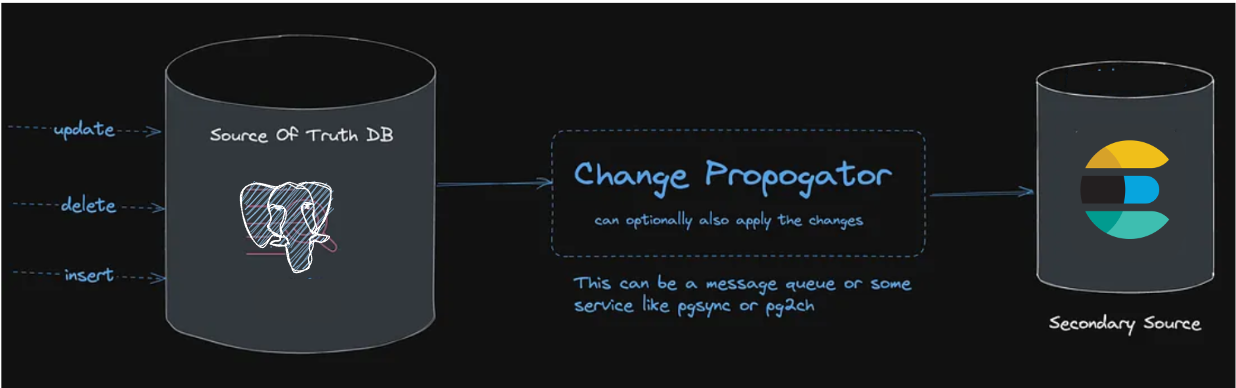 update
delete
insert
Source Of Truth DB
Change Propogator
can optionally also apply the changes
This can be a message queue or some
service like pgsync or pg2ch
Secondary Source